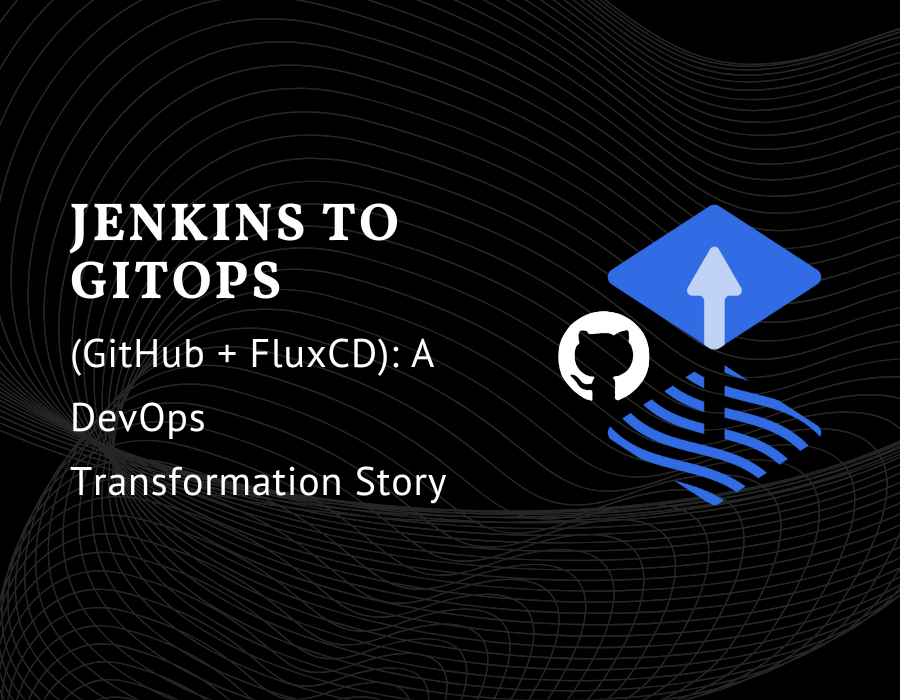 JENKINS TO
GITOPS
(GitHub + FluxCD): A
DevOps
Transformation Story